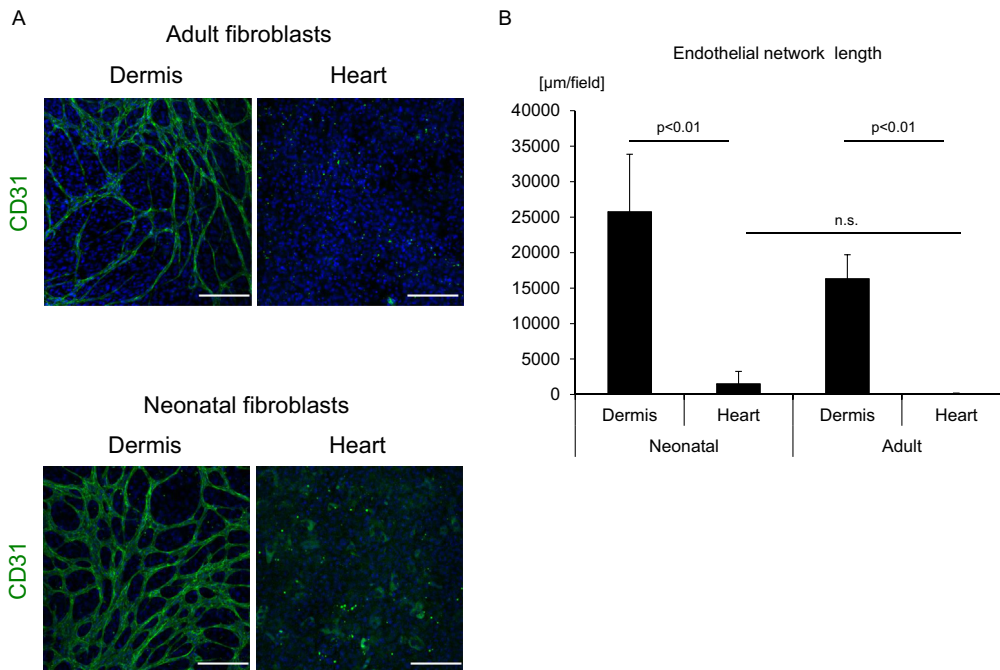 A
Adult fibroblasts
Dermis Heart
CD31
Neonatal fibroblasts
Dermis Heart
CD31
B
Endothelial network length
[µm/field]
40000
35000
30000
25000
20000
15000
10000
5000
0
p<0.01 p<0.01
n.s.
Dermis Heart Dermis Heart
Neonatal Adult